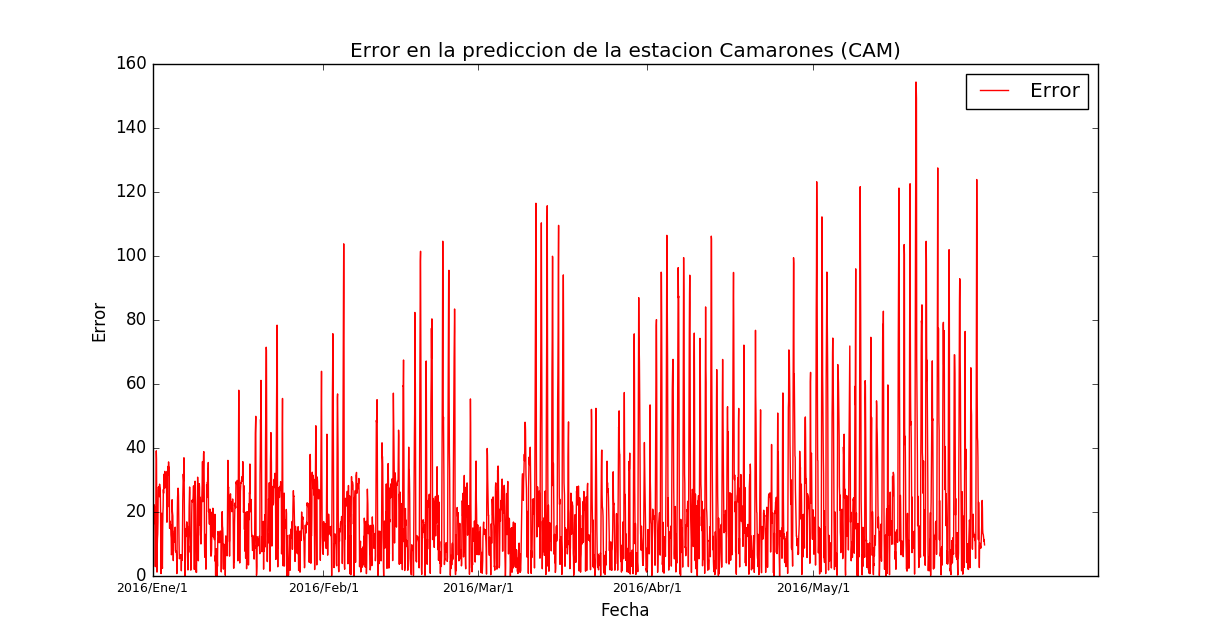 Error en la prediccion de la estacion Camarones (CAM)
160
140
120
100
80
60
40
20
0
Error
Error
2016/Ene/1 2016/Feb/1 2016/Mar/1 2016/Abr/1 2016/May/1
Fecha